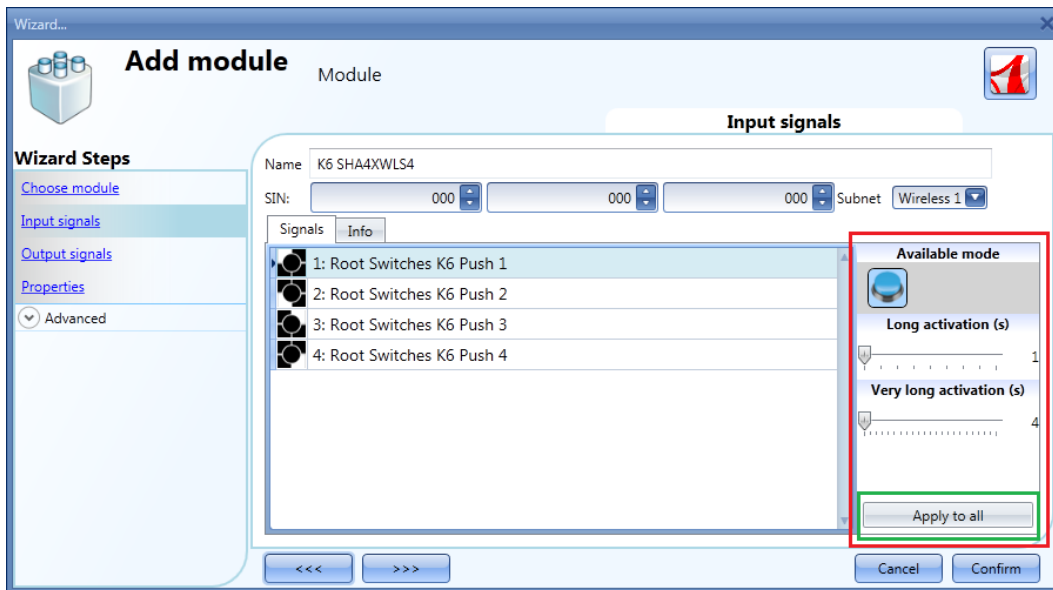 Wizard...
Add module
Module
Input signals
Wizard Steps
Choose module
Input signals
Output signals
Properties
Advanced
Name K6 SHA4XWLS4
SIN: 000 000 000 Subnet Wireless 1
Signals Info
1: Root Switches K6 Push 1
2: Root Switches K6 Push 2
3: Root Switches K6 Push 3
4: Root Switches K6 Push 4
Available mode
Long activation (s)
1
Very long activation (s)
4
Apply to all
<<< >>> Cancel Confirm